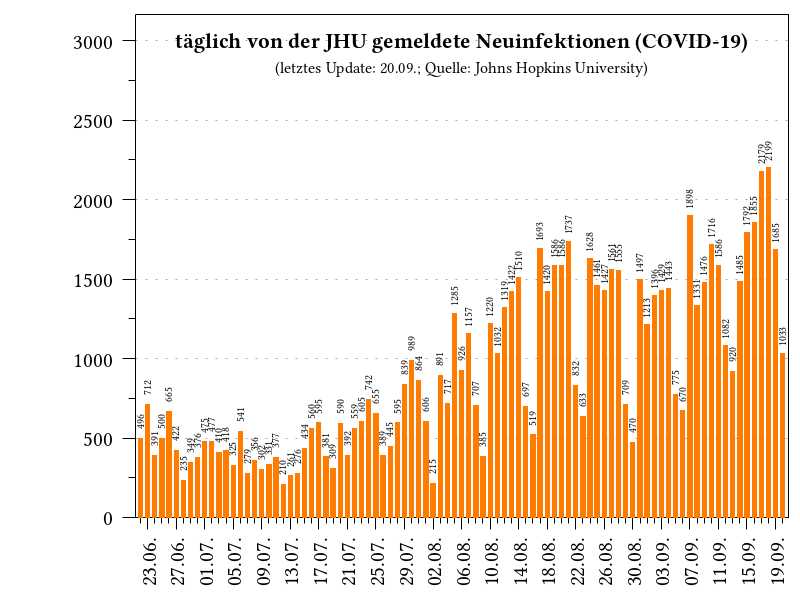 täglich von der JHU gemeldete Neuinfektionen (COVID-19)
(letztes Update: 20.09.; Quelle: Johns Hopkins University)
3000
2500
2000
1500
1000
500
0
496 712 391 500 665 422 235 349 376 475 477 410 418 325 541 279 356 302 331 377 210 261 276 434 560 595 381 309 590 392 559 605 742 655 389 445 595 839 989 864 606 215 891 717 1285 926 1157 707 385 1220 1032 1319 1422 1510 697 519 1693 1420 1586 1586 1737 832 633 1628 1461 1427 1561 1555 709 470 1497 1213 1396 1429 1443 775 670 1898 1331 1476 1716 1586 1082 920 1485 1792 1855 2179 2199 1685 1033
23.06. 27.06. 01.07. 05.07. 09.07. 13.07. 17.07. 21.07. 25.07. 29.07. 02.08. 06.08. 10.08. 14.08. 18.08. 22.08. 26.08. 30.08. 03.09. 07.09. 11.09. 15.09. 19.09.